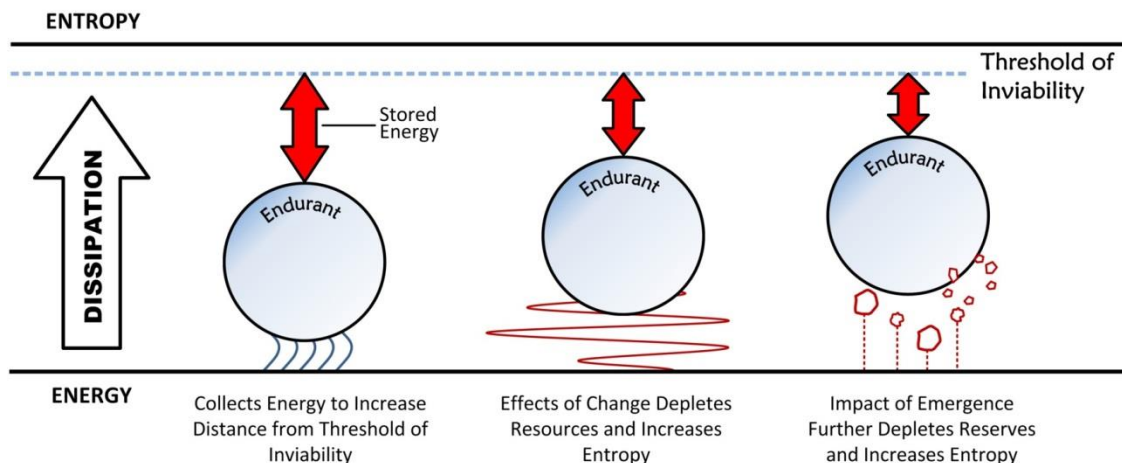 ENTROPY
Threshold of
Inviability
Stored
Energy
DISSIPATION
Endurant
Endurant
Endurant
ENERGY
Collects Energy to Increase
Distance from Threshold of
Inviability
Effects of Change Depletes
Resources and Increases
Entropy
Impact of Emergence
Further Depletes Reserves
and Increases Entropy